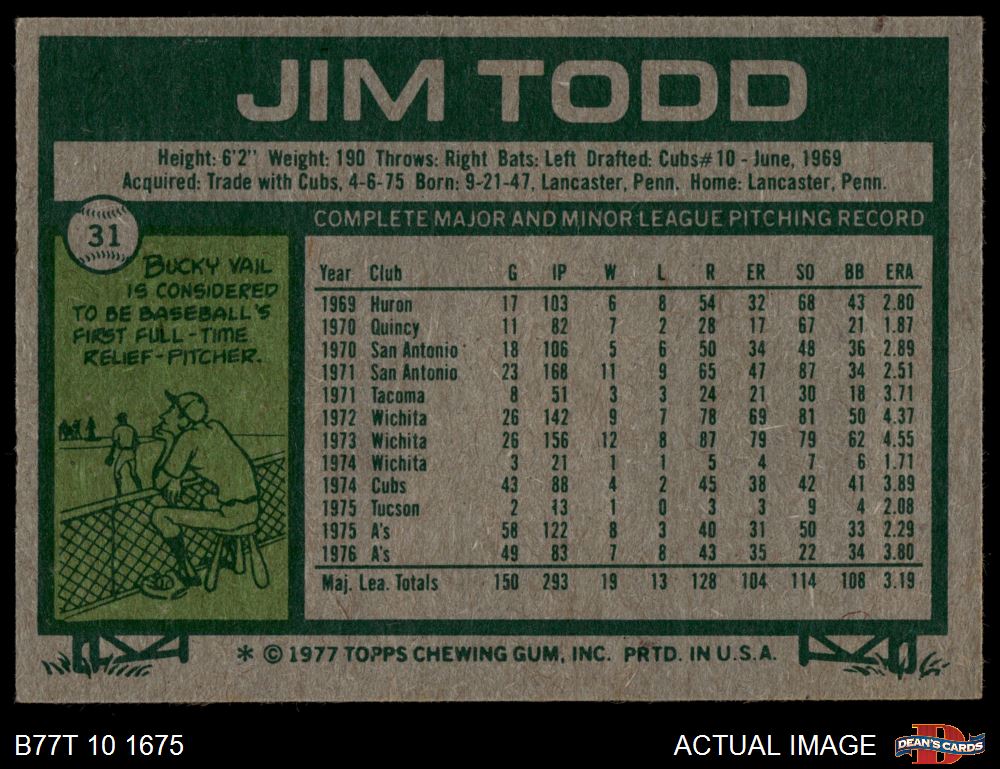 JIM TODD
Height: 6'2" Weight: 190 Throws: Right Bats: Left Drafted: Cubs#10 - June, 1969
Acquired: Trade with Cubs, 4-6-75 Born: 9-21-47, Lancaster, Penn. Home: Lancaster, Penn.
31
BUCKY VAIL
IS CONSIDERED
TO BE BASEBALL'S
FIRST FULL-TIME
RELIEF-PITCHER.
COMPLETE MAJOR AND MINOR LEAGUE PITCHING RECORD
Year Club G IP W L R ER SO BB ERA
1969 Huron 17 103 6 8 54 32 68 43 2.80
1970 Quincy 11 82 7 2 28 17 67 21 1.87
1970 San Antonio 18 106 5 6 50 34 48 36 2.89
1971 San Antonio 23 168 11 9 65 47 87 34 2.51
1971 Tacoma 8 51 3 3 24 21 30 18 3.71
1972 Wichita 26 142 9 7 78 69 81 50 4.37
1973 Wichita 26 156 12 8 87 79 79 62 4.55
1974 Wichita 3 21 1 1 5 4 7 6 1.71
1974 Cubs 43 88 4 2 45 38 42 41 3.89
1975 Tucson 2 13 1 0 3 3 9 4 2.08
1975 A's 58 122 8 3 40 31 50 33 2.29
1976 A's 49 83 7 8 43 35 22 34 3.80
Maj. Lea. Totals 150 293 19 13 128 104 114 108 3.19
* © 1977 TOPPS CHEWING GUM, INC. PRTD. IN U.S.A.
B77T 10 1675
ACTUAL IMAGE
D
DEAN'S CARDS